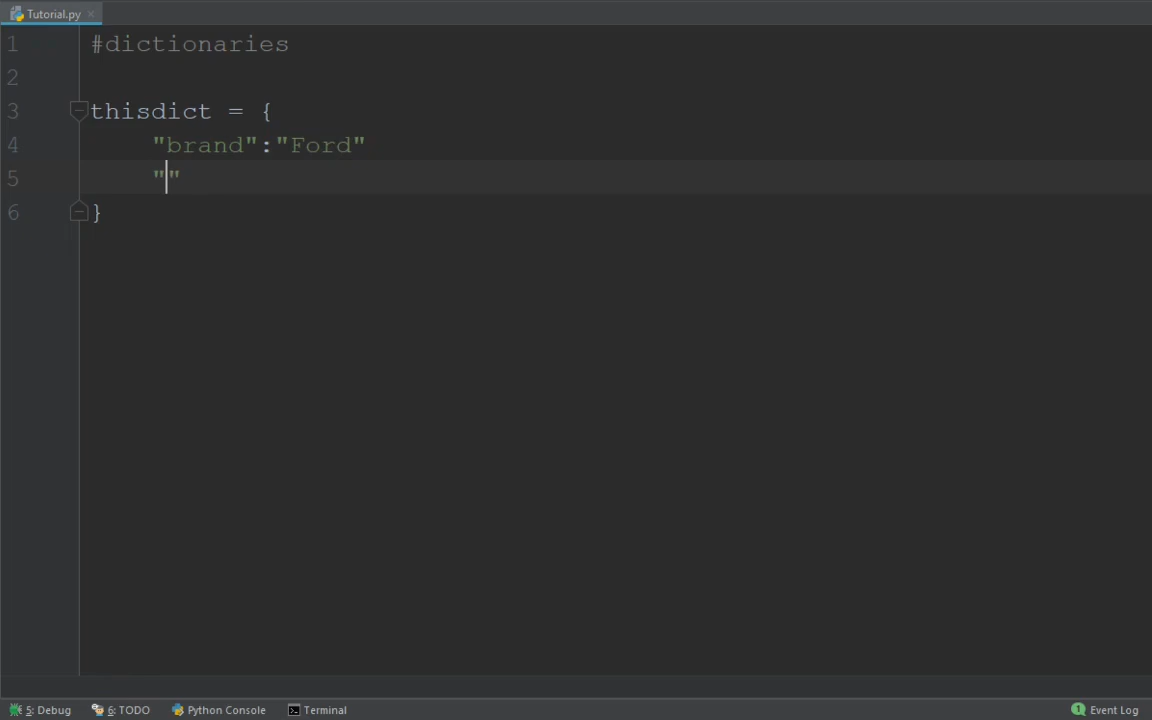 Tutorial.py
1 #dictionaries
2
3 thisdict = {
4 "brand":"Ford"
5 ""
6 }
5: Debug 6: TODO Python Console Terminal 1 Event Log